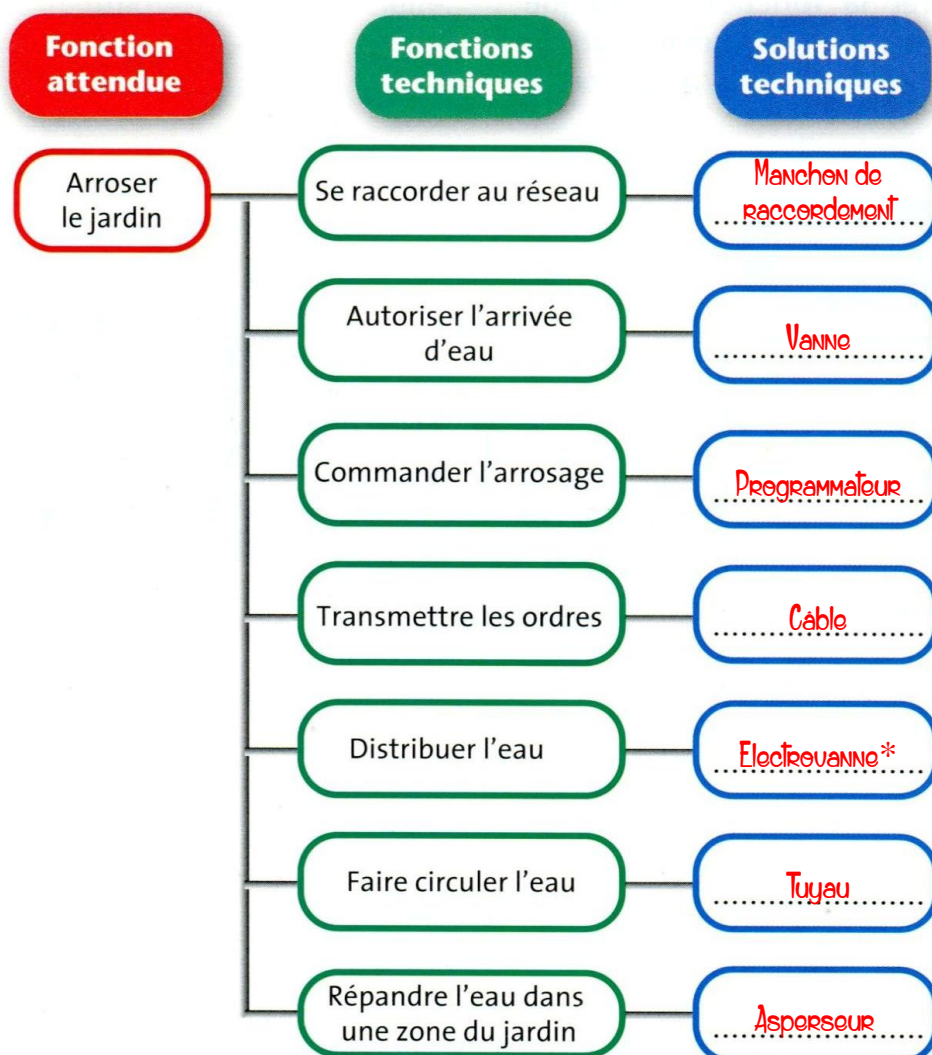 Fonction
attendue
Fonctions
techniques
Solutions
techniques
Arroser
le jardin
Se raccorder au réseau
Manchon de
raccordement
Autoriser l'arrivée
d'eau
Vanne
Commander l'arrosage
Programmateur
Transmettre les ordres
Câble
Distribuer l'eau
Electrovanne*
Faire circuler l'eau
Tuyau
Répandre l'eau dans
une zone du jardin
Asperseur